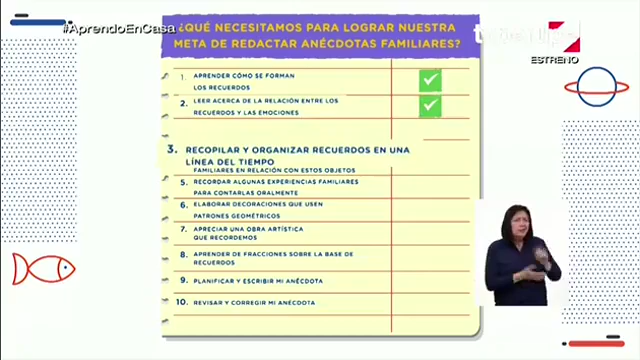 #AprendoEnCasa
¿QUÉ NECESITAMOS PARA LOGRAR NUESTRA
META DE REDACTAR ANÉCDOTAS FAMILIARES?
ESTRENO
1. APRENDER CÓMO SE FORMAN
LOS RECUERDOS
2. LEER ACERCA DE LA RELACIÓN ENTRE LOS
RECUERDOS Y LAS EMOCIONES
3. RECOPILAR Y ORGANIZAR RECUERDOS EN UNA
LÍNEA DEL TIEMPO
FAMILIARES EN RELACIÓN CON ESTOS OBJETOS
5. RECORDAR ALGUNAS EXPERIENCIAS FAMILIARES
PARA CONTARLAS ORALMENTE
6. ELABORAR DECORACIONES QUE USEN
PATRONES GEOMÉTRICOS
7. APRECIAR UNA OBRA ARTÍSTICA
QUE RECORDEMOS
8. APRENDER DE FRACCIONES SOBRE LA BASE DE
RECUERDOS
9. PLANIFICAR Y ESCRIBIR MI ANÉCDOTA
10. REVISAR Y CORREGIR MI ANÉCDOTA